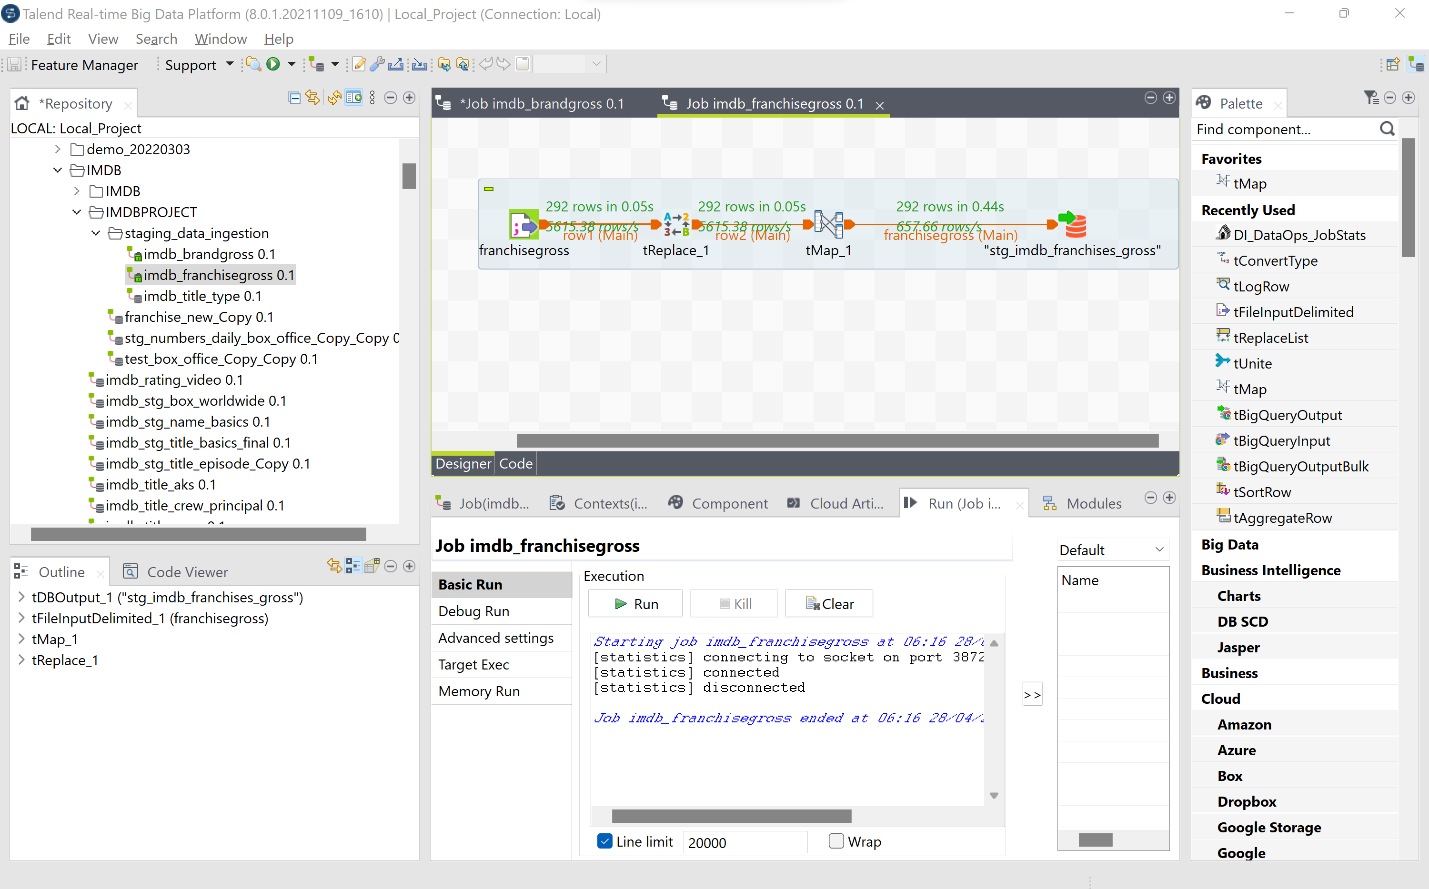 Talend Real-time Big Data Platform (8.0.1.20211109_1610) | Local_Project (Connection: Local)
File Edit View Search Window Help
Feature Manager Support
*Repository
LOCAL: Local_Project
demo_20220303
IMDB
IMDB
IMDBPROJECT
staging_data_ingestion
imdb_brandgross 0.1
imdb_franchisegross 0.1
imdb_title_type 0.1
franchise_new_Copy 0.1
stg_numbers_daily_box_office_Copy_Copy 0
test_box_office_Copy_Copy 0.1
imdb_rating_video 0.1
imdb_stg_box_worldwide 0.1
imdb_stg_name_basics 0.1
imdb_stg_title_basics_final 0.1
imdb_stg_title_episode_Copy 0.1
imdb_title_aks 0.1
imdb_title_crew_principal 0.1
Outline Code Viewer
tDBOutput_1 ("stg_imdb_franchises_gross")
tFileInputDelimited_1 (franchisegross)
tMap_1
tReplace_1
*Job imdb_brandgross 0.1 Job imdb_franchisegross 0.1
292 rows in 0.05s 292 rows in 0.05s 292 rows in 0.44s
5615.38 rows/s 5615.38 rows/s 657.66 rows/s
row1 (Main) row2 (Main) franchisegross (Main)
franchisegross tReplace_1 tMap_1 "stg_imdb_franchises_gross"
Designer Code
Job(imdb... Contexts(i... Component Cloud Arti... Run (Job i... Modules
Job imdb_franchisegross
Basic Run
Debug Run
Advanced settings
Target Exec
Memory Run
Execution
Run Kill Clear
Starting job imdb_franchisegross at 06:16 28/
[statistics] connecting to socket on port 3872
[statistics] connected
[statistics] disconnected
Job imdb_franchisegross ended at 06:16 28/04/
Line limit 20000 Wrap
>>
Default
Name
Palette
Find component...
Favorites
tMap
Recently Used
DI_DataOps_JobStats
tConvertType
tLogRow
tFileInputDelimited
tReplaceList
tUnite
tMap
tBigQueryOutput
tBigQueryInput
tBigQueryOutputBulk
tSortRow
tAggregateRow
Big Data
Business Intelligence
Charts
DB SCD
Jasper
Business
Cloud
Amazon
Azure
Box
Dropbox
Google Storage
Google